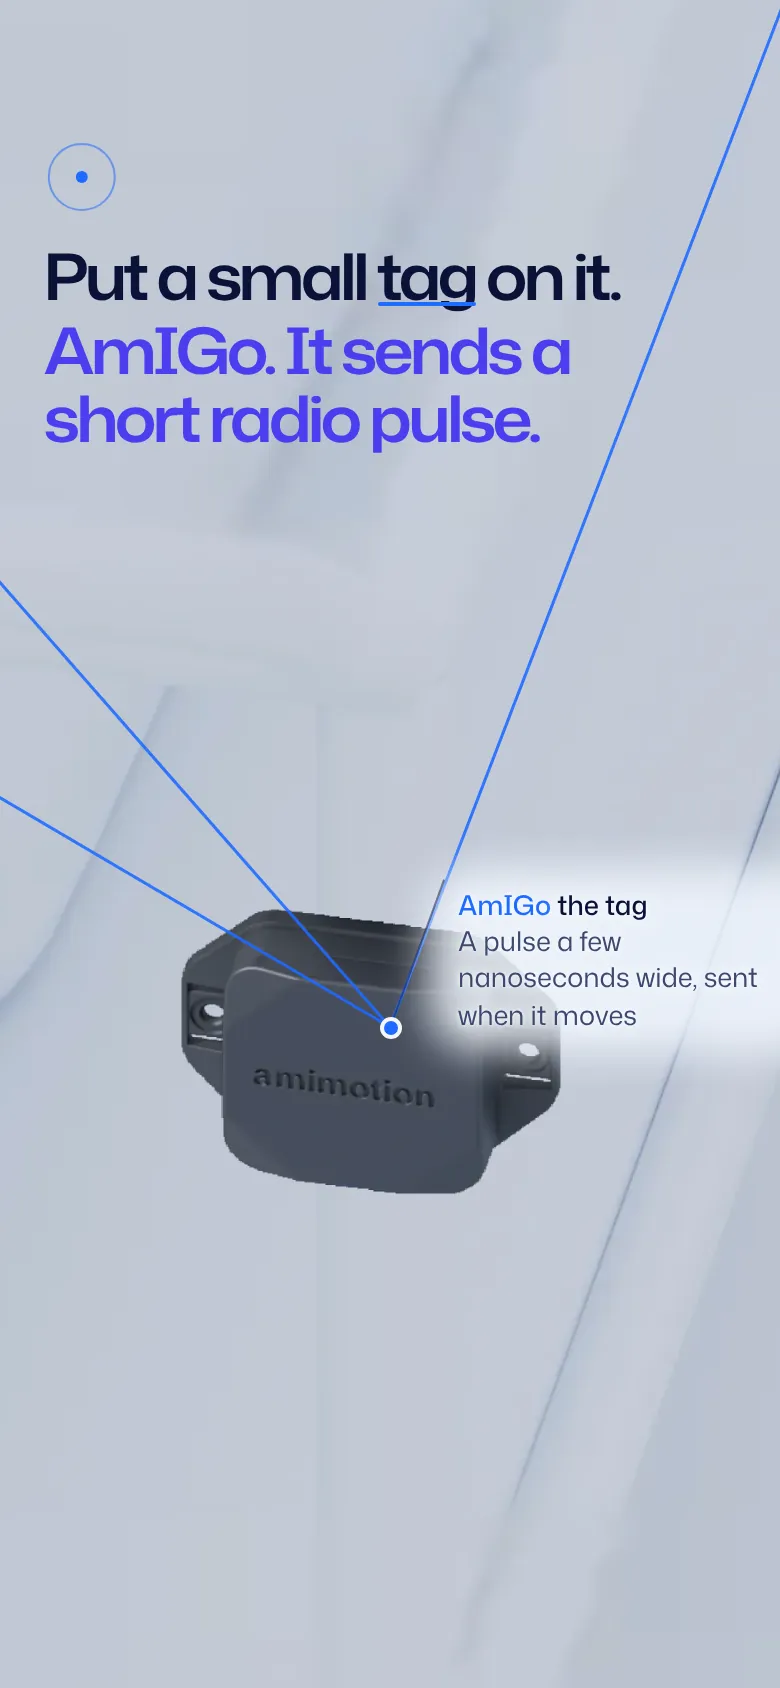 Put a small tag on it.
AmIGo. It sends a
short radio pulse.
AmIGo the tag
A pulse a few
nanoseconds wide, sent
when it moves
amimotion